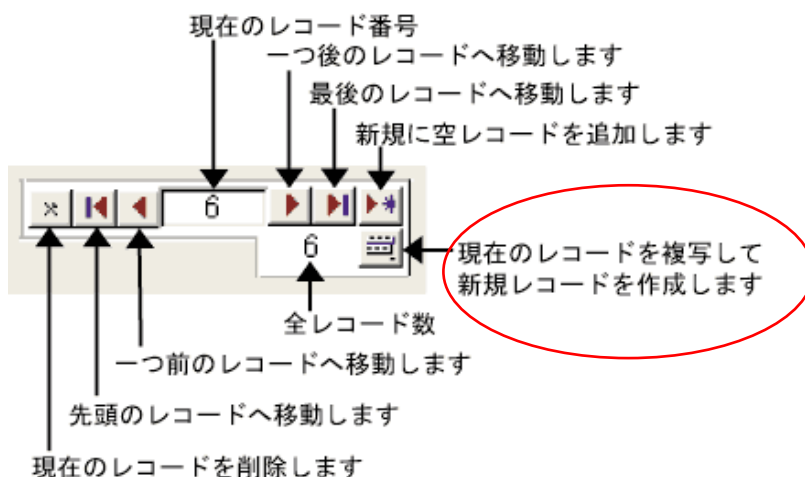 現在のレコード番号
一つ後のレコードへ移動します
最後のレコードへ移動します
新規に空レコードを追加します
6
6
現在のレコードを複写して
新規レコードを作成します
全レコード数
一つ前のレコードへ移動します
先頭のレコードへ移動します
現在のレコードを削除します